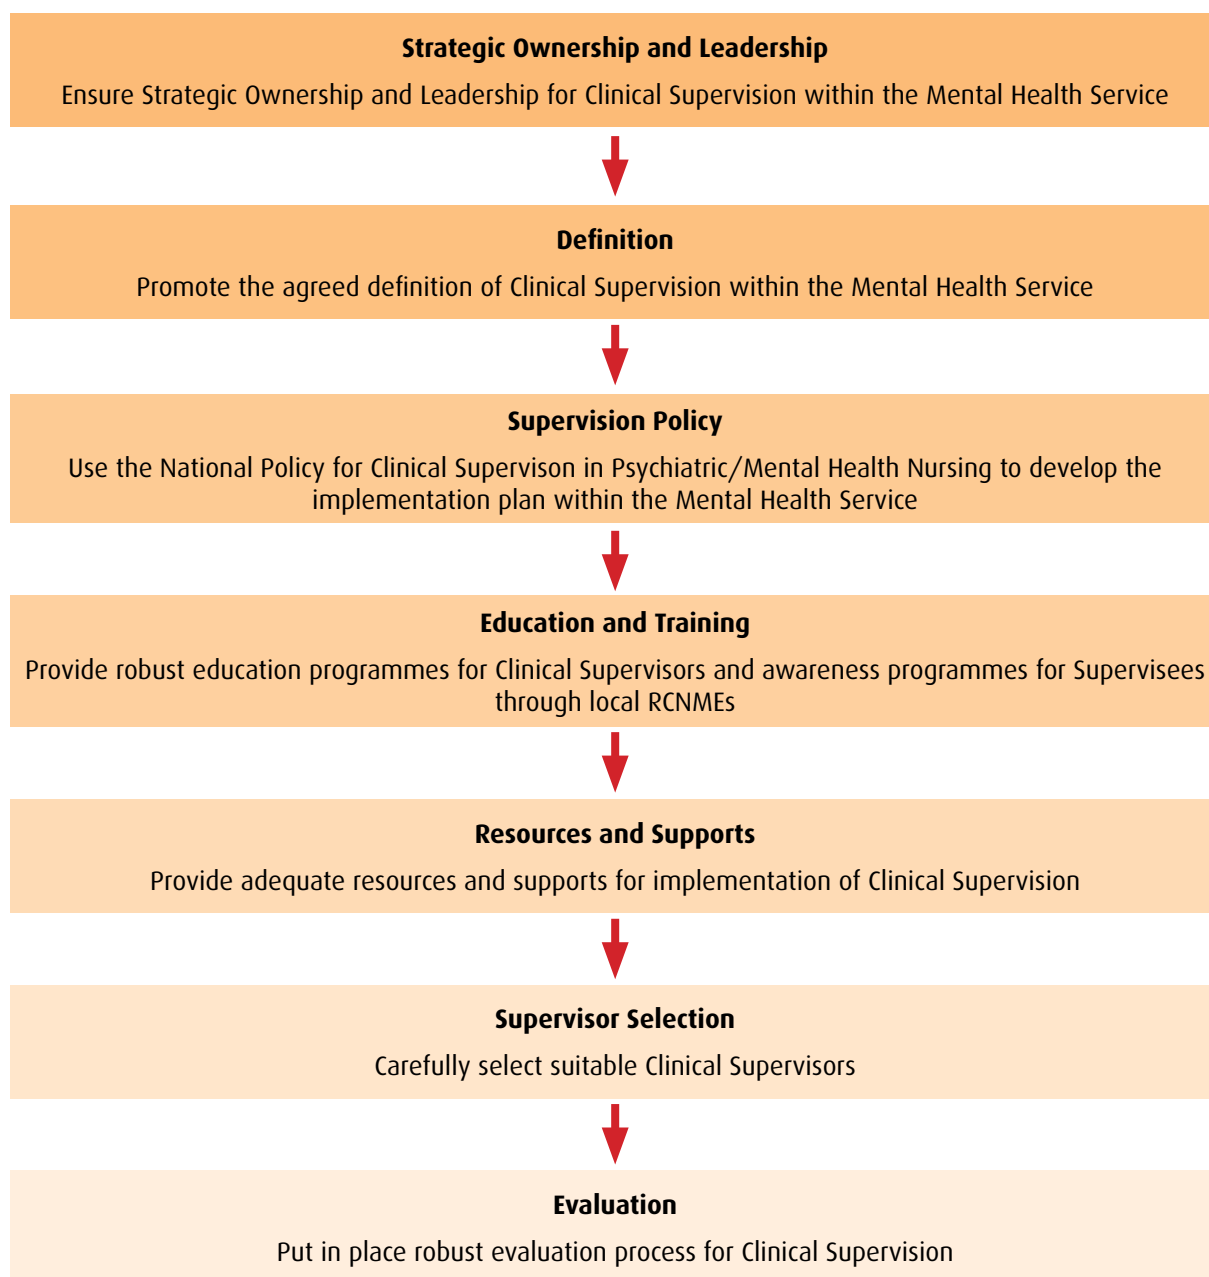 Strategic Ownership and Leadership
Ensure Strategic Ownership and Leadership for Clinical Supervision within the Mental Health Service
Definition
Promote the agreed definition of Clinical Supervision within the Mental Health Service
Supervision Policy
Use the National Policy for Clinical Supervison in Psychiatric/Mental Health Nursing to develop the
implementation plan within the Mental Health Service
Education and Training
Provide robust education programmes for Clinical Supervisors and awareness programmes for Supervisees
through local RCNMEs
Resources and Supports
Provide adequate resources and supports for implementation of Clinical Supervision
Supervisor Selection
Carefully select suitable Clinical Supervisors
Evaluation
Put in place robust evaluation process for Clinical Supervision